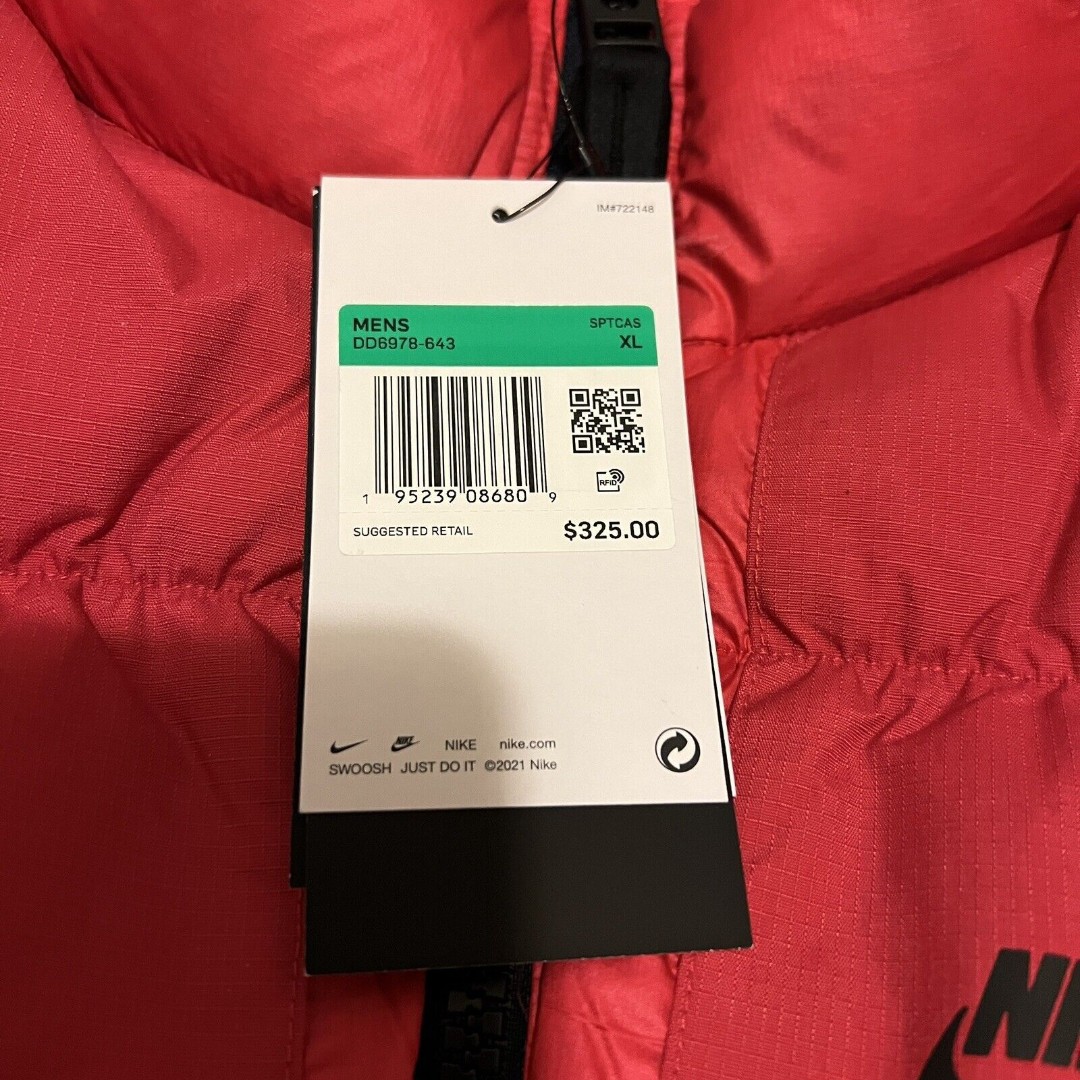 IM#722148
MENS SPTCAS
DD6978-643 XL
1 95239 08680 9
RFID
SUGGESTED RETAIL $325.00
NIKE NIKE nike.com
SWOOSH JUST DO IT ©2021 Nike